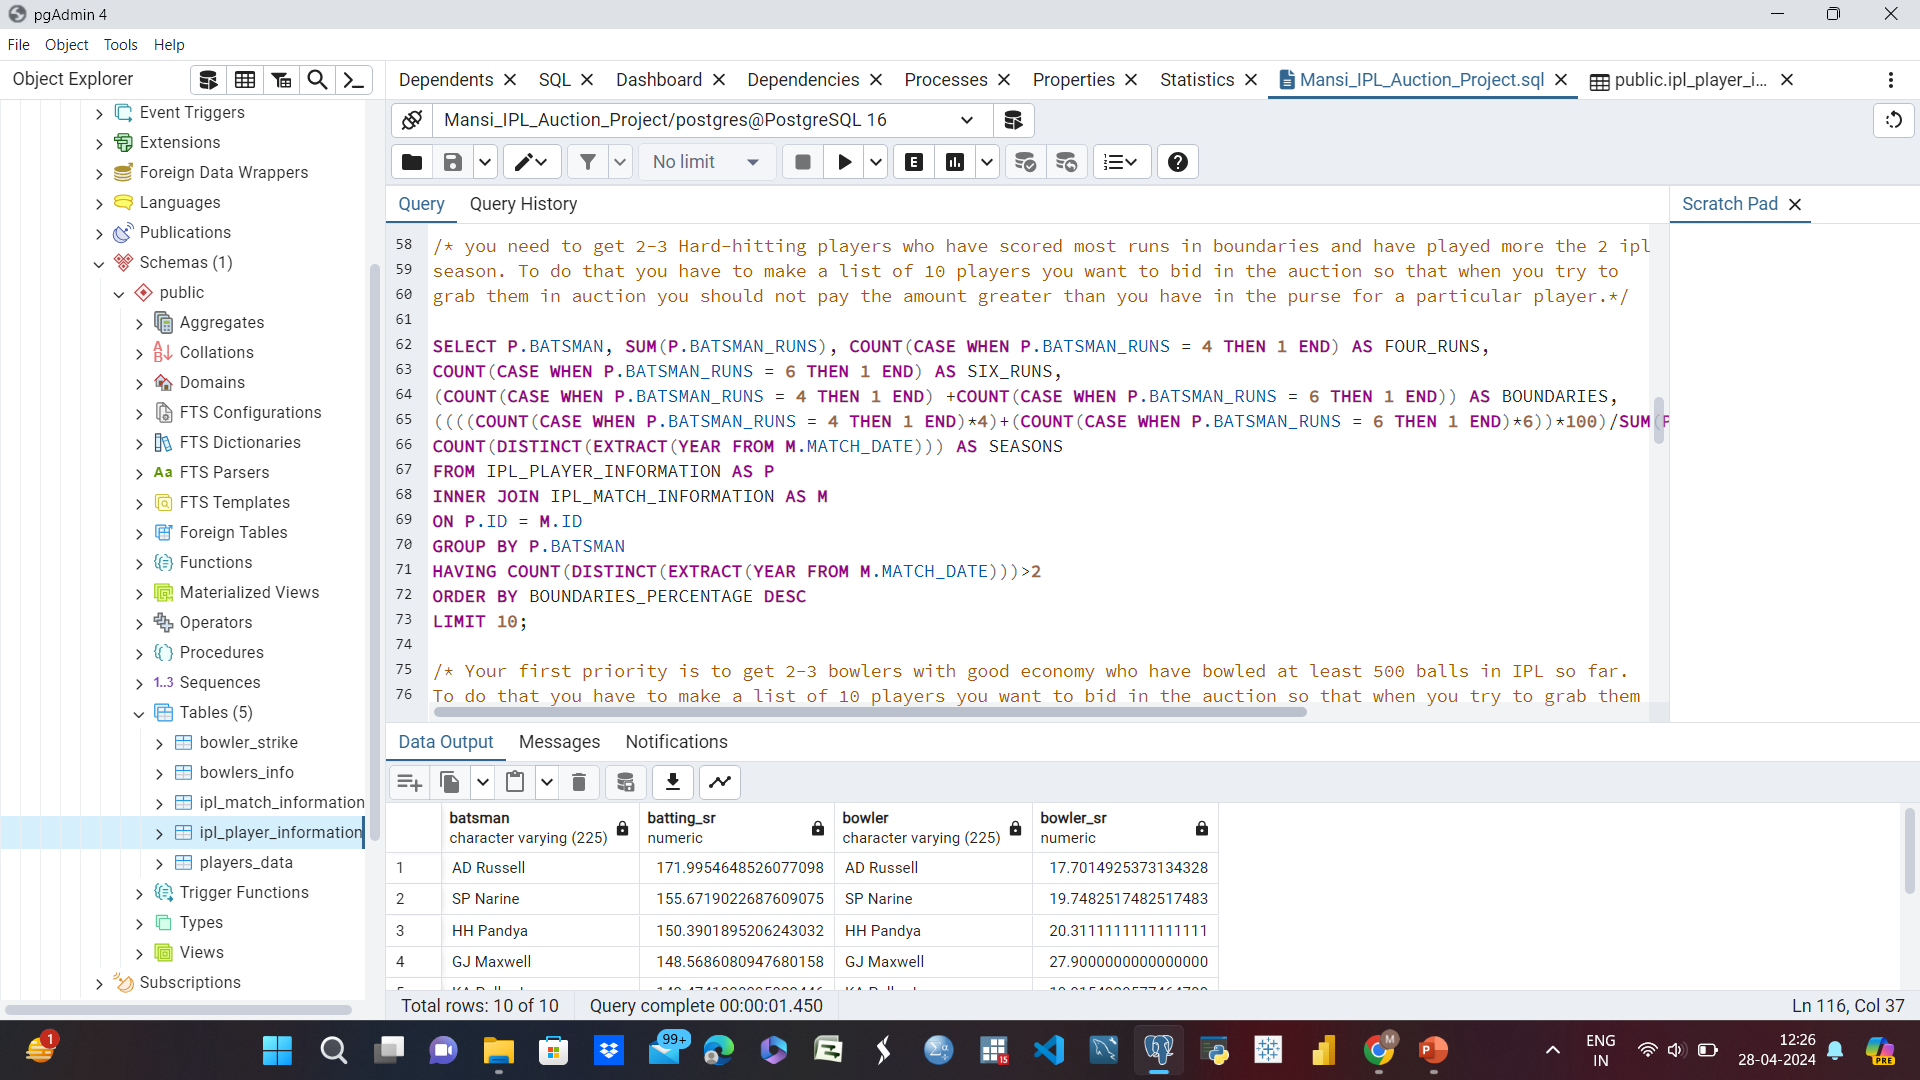 pgAdmin 4
File Object Tools Help
Object Explorer
Event Triggers
Extensions
Foreign Data Wrappers
Languages
Publications
Schemas (1)
public
Aggregates
Collations
Domains
FTS Configurations
FTS Dictionaries
FTS Parsers
FTS Templates
Foreign Tables
Functions
Materialized Views
Operators
Procedures
1..3 Sequences
Tables (5)
bowler_strike
bowlers_info
ipl_match_information
ipl_player_information
players_data
Trigger Functions
Types
Views
Subscriptions
Dependents SQL Dashboard Dependencies Processes Properties Statistics Mansi_IPL_Auction_Project.sql public.ipl_player_i...
Mansi_IPL_Auction_Project/postgres@PostgreSQL 16
No limit
Query Query History
Scratch Pad
58 /* you need to get 2-3 Hard-hitting players who have scored most runs in boundaries and have played more the 2 ipl
59 season. To do that you have to make a list of 10 players you want to bid in the auction so that when you try to
60 grab them in auction you should not pay the amount greater than you have in the purse for a particular player.*/
61
62 SELECT P.BATSMAN, SUM(P.BATSMAN_RUNS), COUNT(CASE WHEN P.BATSMAN_RUNS = 4 THEN 1 END) AS FOUR_RUNS,
63 COUNT(CASE WHEN P.BATSMAN_RUNS = 6 THEN 1 END) AS SIX_RUNS,
64 (COUNT(CASE WHEN P.BATSMAN_RUNS = 4 THEN 1 END) +COUNT(CASE WHEN P.BATSMAN_RUNS = 6 THEN 1 END)) AS BOUNDARIES,
65 ((((COUNT(CASE WHEN P.BATSMAN_RUNS = 4 THEN 1 END)*4)+(COUNT(CASE WHEN P.BATSMAN_RUNS = 6 THEN 1 END)*6))*100)/SUM(P
66 COUNT(DISTINCT(EXTRACT(YEAR FROM M.MATCH_DATE))) AS SEASONS
67 FROM IPL_PLAYER_INFORMATION AS P
68 INNER JOIN IPL_MATCH_INFORMATION AS M
69 ON P.ID = M.ID
70 GROUP BY P.BATSMAN
71 HAVING COUNT(DISTINCT(EXTRACT(YEAR FROM M.MATCH_DATE)))>2
72 ORDER BY BOUNDARIES_PERCENTAGE DESC
73 LIMIT 10;
74
75 /* Your first priority is to get 2-3 bowlers with good economy who have bowled at least 500 balls in IPL so far.
76 To do that you have to make a list of 10 players you want to bid in the auction so that when you try to grab them
Data Output Messages Notifications
batsman batting_sr bowler bowler_sr
character varying (225) numeric character varying (225) numeric
1 AD Russell 171.9954648526077098 AD Russell 17.7014925373134328
2 SP Narine 155.6719022687609075 SP Narine 19.7482517482517483
3 HH Pandya 150.3901895206243032 HH Pandya 20.3111111111111111
4 GJ Maxwell 148.5686080947680158 GJ Maxwell 27.9000000000000000
Total rows: 10 of 10 Query complete 00:00:01.450
Ln 116, Col 37
1
99+
15
M
ENG
IN
12:26
28-04-2024
PRE